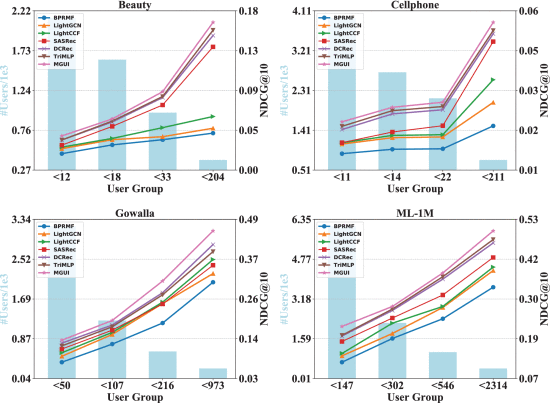 Beauty
2.22
1.73
1.24
0.76
0.27
#Users/1e3
BPRMF
LightGCN
LightCCF
SASRec
DCRec
TriMLP
MGUI
0.18
0.13
0.09
0.05
0.00
NDCG@10
<12 <18 <33 <204
User Group
Cellphone
4.11
3.21
2.31
1.41
0.51
BPRMF
LightGCN
LightCCF
SASRec
DCRec
TriMLP
MGUI
0.06
0.05
0.03
0.02
0.01
NDCG@10
<11 <14 <22 <211
User Group
Gowalla
3.34
2.52
1.69
0.87
0.04
#Users/1e3
BPRMF
LightGCN
LightCCF
SASRec
DCRec
TriMLP
MGUI
0.49
0.37
0.26
0.14
0.03
NDCG@10
<50 <107 <216 <973
User Group
ML-1M
6.35
4.77
3.18
1.59
0.01
#Users/1e3
BPRMF
LightGCN
LightCCF
SASRec
DCRec
TriMLP
MGUI
0.53
0.42
0.30
0.19
0.07
NDCG@10
<147 <302 <546 <2314
User Group